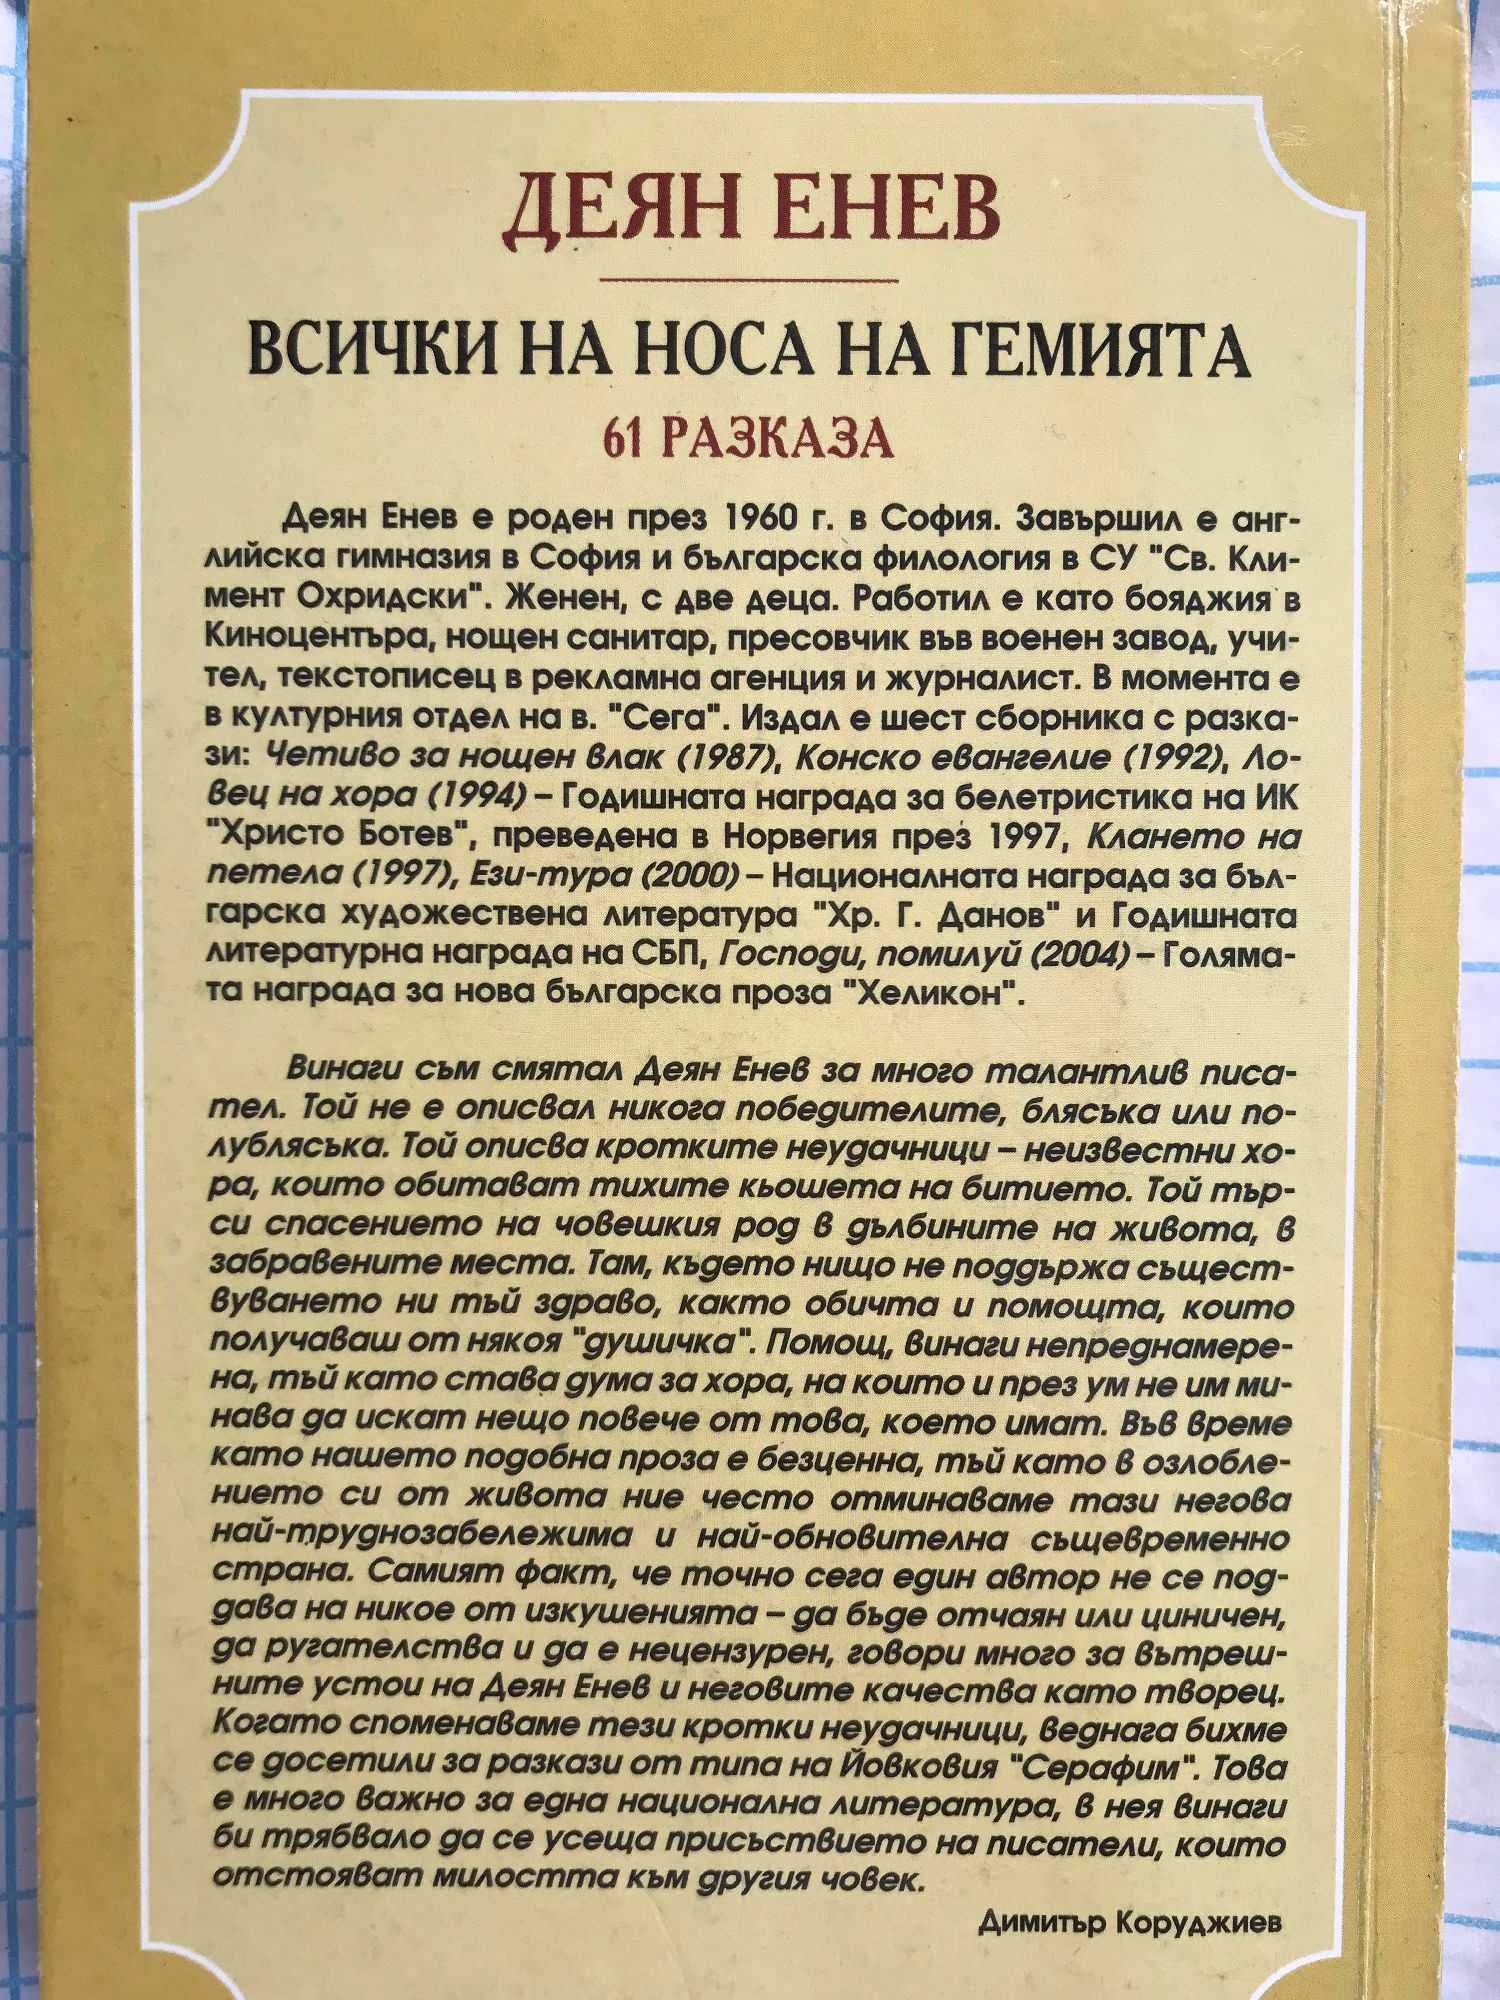 ДЕЯН ЕНЕВ
ВСИЧКИ НА НОСА НА ГЕМИЯТА
61 РАЗКАЗА
Деян Енев е роден през 1960 г. в София. Завършил е анг-
лийска гимназия в София и българска филология в СУ "Св. Кли-
мент Охридски". Женен, с две деца. Работил е като бояджия в
Киноцентъра, нощен санитар, пресовчик във военен завод, учи-
тел, текстописец в рекламна агенция и журналист. В момента е
в културния отдел на в. "Сега". Издал е шест сборника с разка-
зи: Четиво за нощен влак (1987), Конско евангелие (1992), Ло-
вец на хора (1994) – Годишната награда за белетристика на ИК
"Христо Ботев", преведена в Норвегия през 1997, Клането на
петела (1997), Ези-тура (2000) – Националната награда за бъл-
гарска художествена литература "Хр. Г. Данов" и Годишната
литературна награда на СБП, Господи, помилуй (2004) – Голяма-
та награда за нова българска проза "Хеликон".
Винаги съм смятал Деян Енев за много талантлив писа-
тел. Той не е описвал никога победителите, блясъка или по-
лублясъка. Той описва кротките неудачници – неизвестни хо-
ра, които обитават тихите кьошета на битието. Той тър-
си спасението на човешкия род в дълбините на живота, в
забравените места. Там, където нищо не поддържа същест-
вуването ни тъй здраво, както обичта и помощта, които
получаваш от някоя "душичка". Помощ, винаги непреднамере-
на, тъй като става дума за хора, на които и през ум не им ми-
нава да искат нещо повече от това, което имат. Във време
като нашето подобна проза е безценна, тъй като в озлобле-
нието си от живота ние често отминаваме тази негова
най-труднозабележима и най-обновителна същевременно
страна. Самият факт, че точно сега един автор не се под-
дава на никое от изкушенията – да бъде отчаян или циничен,
да ругателства и да е нецензурен, говори много за вътреш-
ните устои на Деян Енев и неговите качества като творец.
Когато споменаваме тези кротки неудачници, веднага бихме
се досетили за разкази от типа на Йовковия "Серафим". Това
е много важно за една национална литература, в нея винаги
би трябвало да се усеща присъствието на писатели, които
отстояват милостта към другия човек.
Димитър Коруджиев